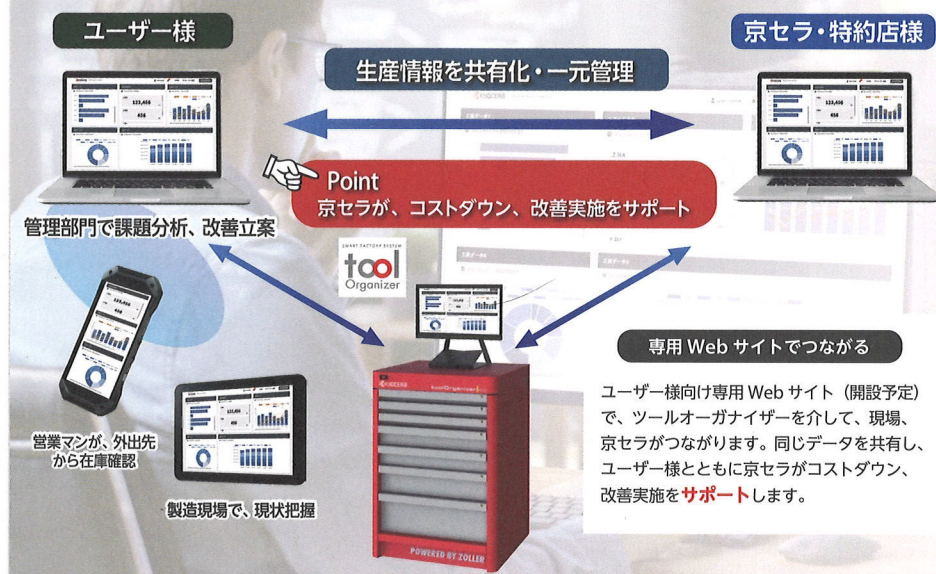 ユーザー様
京セラ・特約店様
生産情報を共有化・一元管理
Point
京セラが、コストダウン、改善実施をサポート
管理部門で課題分析、改善立案
SMART FACTORY SYSTEM
tool
Organizer
123,456
456
営業マンが、外出先
から在庫確認
製造現場で、現状把握
KYOCERA toolOrganizer
POWERED BY ZOLLER
専用 Web サイトでつながる
ユーザー様向け専用 Web サイト（開設予定）
で、ツールオーガナイザーを介して、現場、
京セラがつながります。同じデータを共有し、
ユーザー様とともに京セラがコストダウン、
改善実施をサポートします。